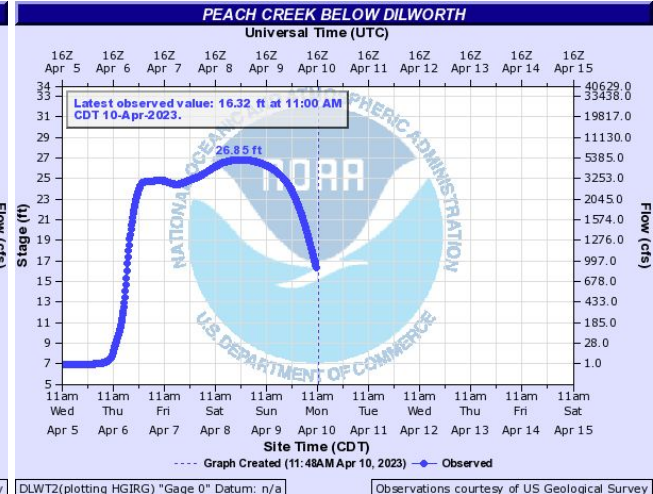 PEACH CREEK BELOW DILWORTH
Universal Time (UTC)
16Z 16Z 16Z 16Z 16Z 16Z 16Z 16Z 16Z 16Z 16Z
Apr 5 Apr 6 Apr 7 Apr 8 Apr 9 Apr 10 Apr 11 Apr 12 Apr 13 Apr 14 Apr 15
Latest observed value: 16.32 ft at 11:00 AM
CDT 10-Apr-2023.
26.85 ft
Stage (ft)
34
33
31
29
27
25
23
21
19
17
15
13
11
9
7
5
40629.0
33438.0
19817.0
11130.0
5385.0
3253.0
2045.0
1574.0
1276.0
997.0
678.0
433.0
185.0
28.0
1.0
Flow (cfs)
Flow (cfs)
NATIONAL OCEANIC AND ATMOSPHERIC ADMINISTRATION
NOAA
U.S. DEPARTMENT OF COMMERCE
11am 11am 11am 11am 11am 11am 11am 11am 11am 11am 11am
Wed Thu Fri Sat Sun Mon Tue Wed Thu Fri Sat
Apr 5 Apr 6 Apr 7 Apr 8 Apr 9 Apr 10 Apr 11 Apr 12 Apr 13 Apr 14 Apr 15
Site Time (CDT)
Graph Created (11:48AM Apr 10, 2023) Observed
DLWT2(plotting HGIRG) "Gage 0" Datum: n/a
Observations courtesy of US Geological Survey